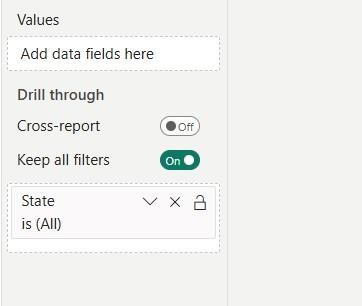 Values
Add data fields here
Drill through
Cross-report Off
Keep all filters On
State
is (All)